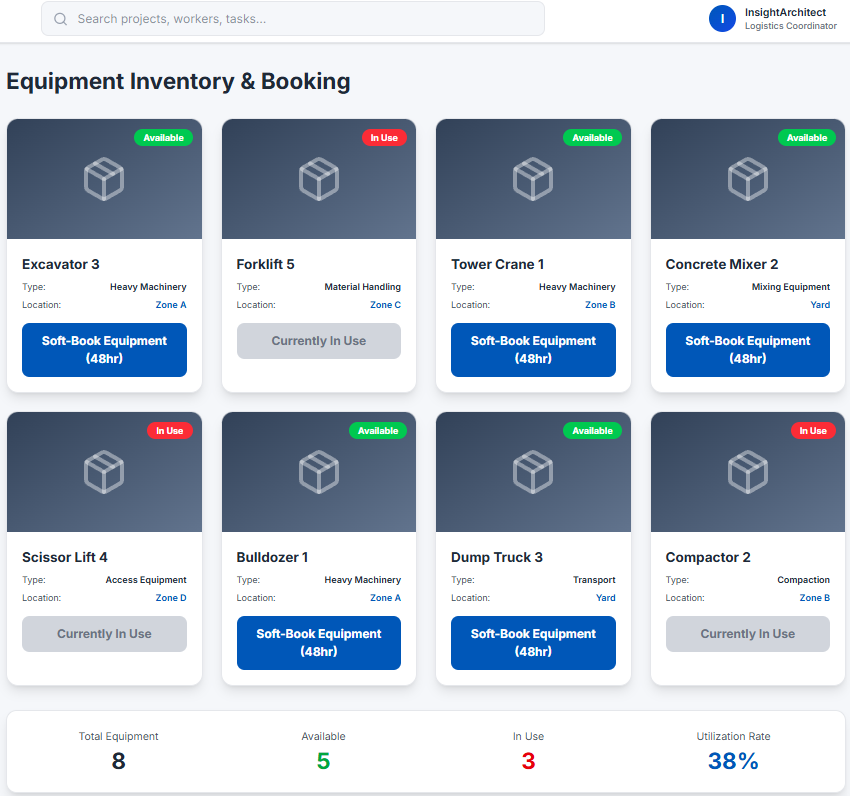 Search projects, workers, tasks...
I
InsightArchitect
Logistics Coordinator
Equipment Inventory & Booking
Available
Excavator 3
Type: Heavy Machinery
Location: Zone A
Soft-Book Equipment
(48hr)
In Use
Forklift 5
Type: Material Handling
Location: Zone C
Currently In Use
Available
Tower Crane 1
Type: Heavy Machinery
Location: Zone B
Soft-Book Equipment
(48hr)
Available
Concrete Mixer 2
Type: Mixing Equipment
Location: Yard
Soft-Book Equipment
(48hr)
In Use
Scissor Lift 4
Type: Access Equipment
Location: Zone D
Currently In Use
Available
Bulldozer 1
Type: Heavy Machinery
Location: Zone A
Soft-Book Equipment
(48hr)
Available
Dump Truck 3
Type: Transport
Location: Yard
Soft-Book Equipment
(48hr)
In Use
Compactor 2
Type: Compaction
Location: Zone B
Currently In Use
Total Equipment
8
Available
5
In Use
3
Utilization Rate
38%